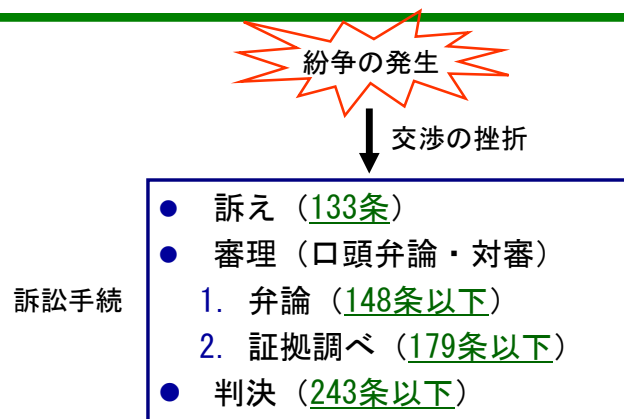 紛争の発生
交渉の挫折
● 訴え（133条）
● 審理（口頭弁論・対審）
訴訟手続
1. 弁論（148条以下）
2. 証拠調べ（179条以下）
● 判決（243条以下）